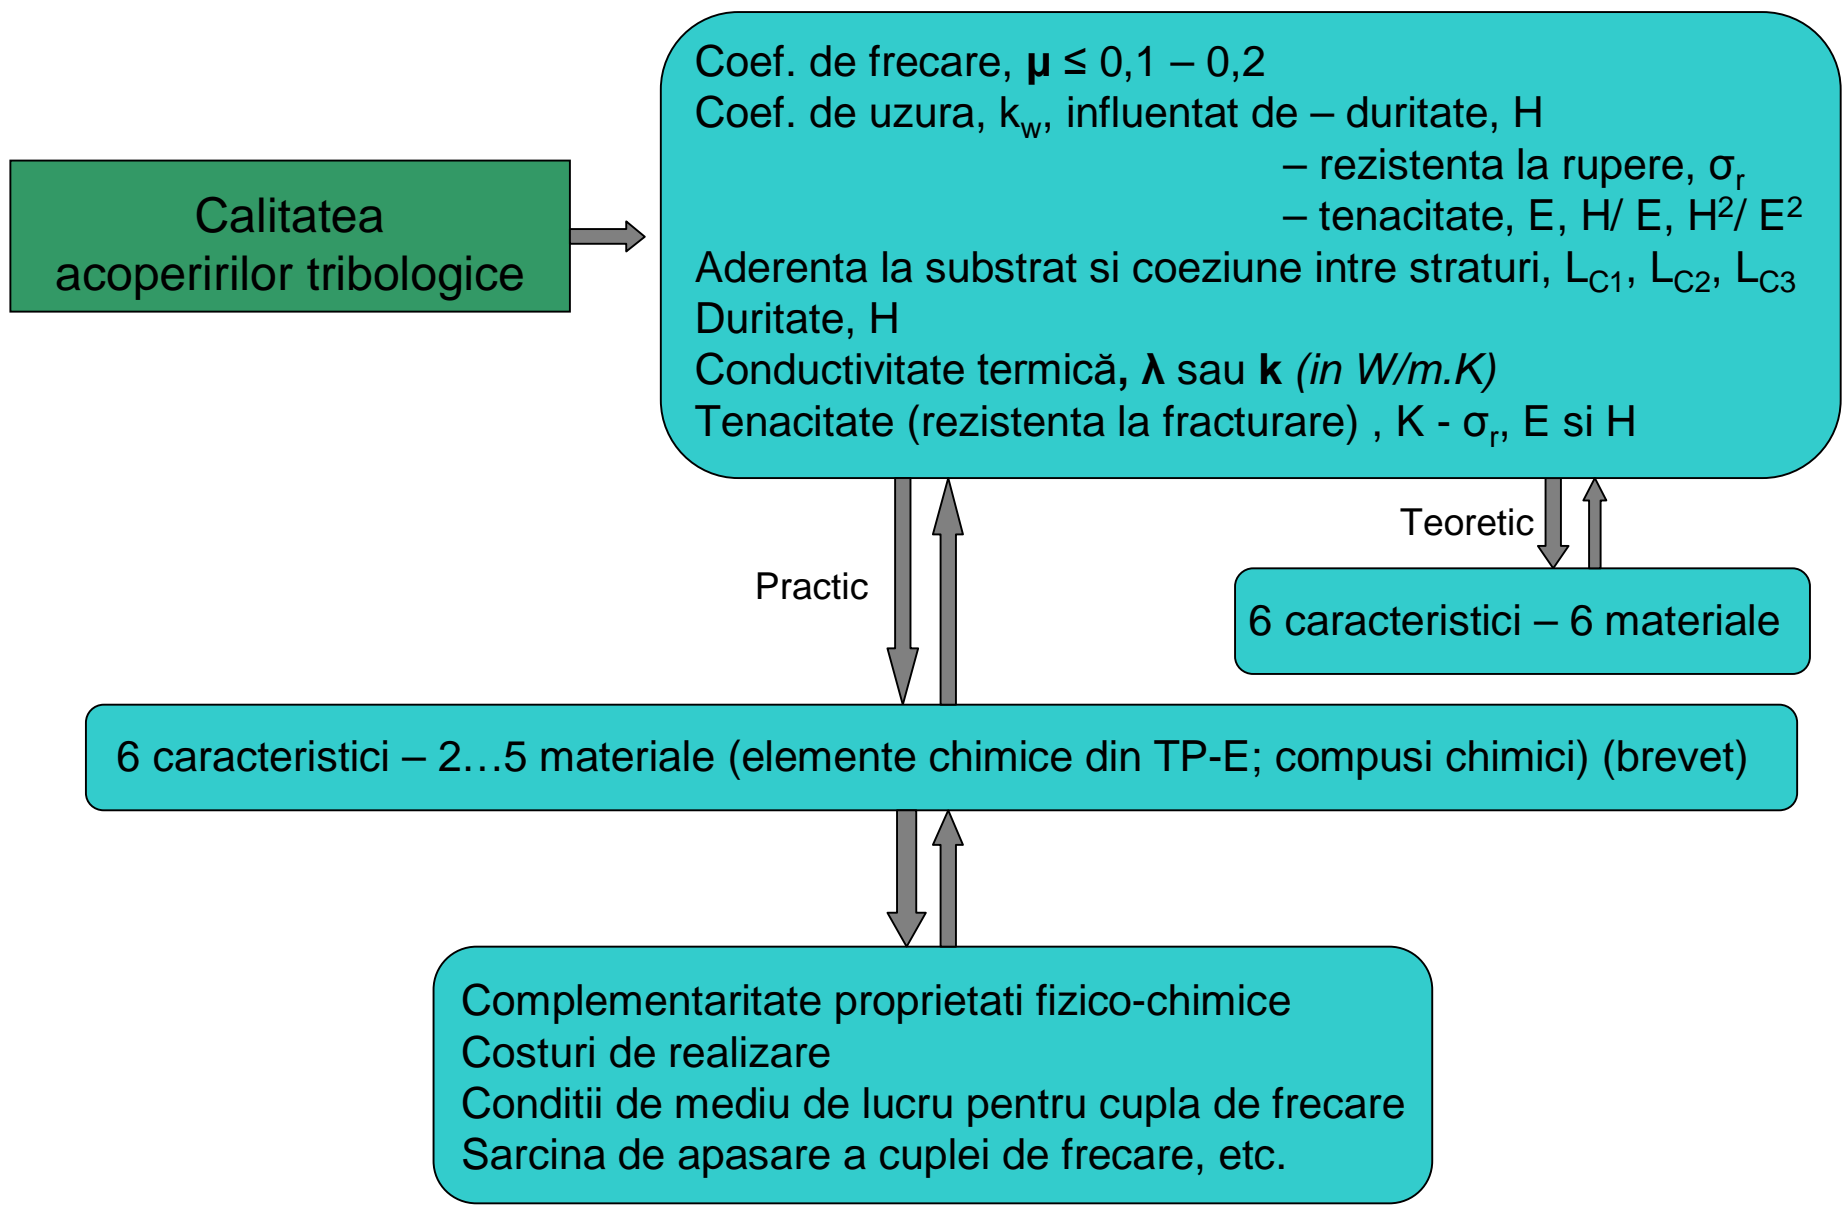 Calitatea
acoperirilor tribologice
Coef. de frecare, μ ≤ 0,1 – 0,2
Coef. de uzura, kw, influentat de – duritate, H
– rezistenta la rupere, σr
– tenacitate, E, H/ E, H²/ E²
Aderenta la substrat si coeziune intre straturi, LC1, LC2, LC3
Duritate, H
Conductivitate termică, λ sau k (in W/m.K)
Tenacitate (rezistenta la fracturare) , K - σr, E si H
Teoretic
Practic
6 caracteristici – 6 materiale
6 caracteristici – 2…5 materiale (elemente chimice din TP-E; compusi chimici) (brevet)
Complementaritate proprietati fizico-chimice
Costuri de realizare
Conditii de mediu de lucru pentru cupla de frecare
Sarcina de apasare a cuplei de frecare, etc.